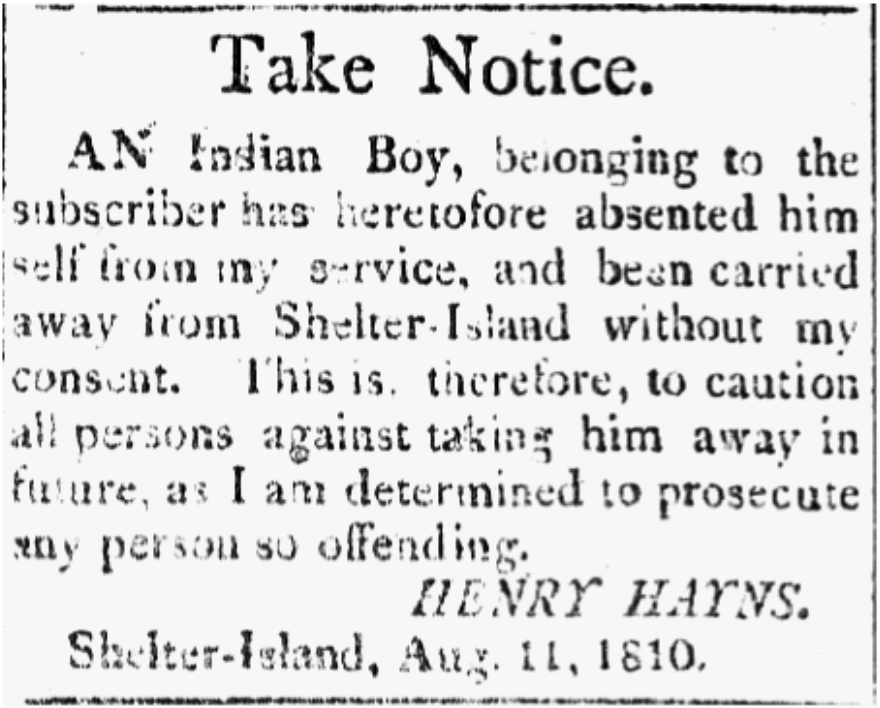 Take Notice.
AN Indian Boy, belonging to the
subscriber has heretofore absented him
self from my service, and been carried
away from Shelter-Island without my
consent. This is, therefore, to caution
all persons against taking him away in
future, as I am determined to prosecute
any person so offending.
HENRY HAYNS.
Shelter-Island, Aug. 11, 1810.